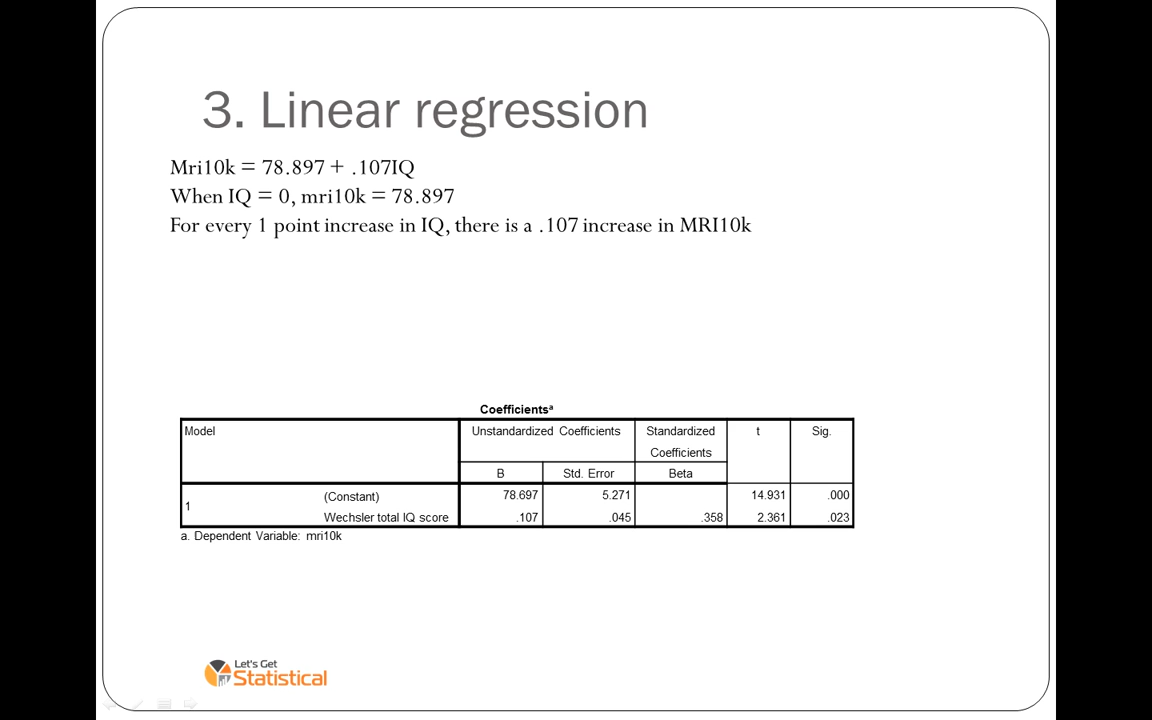 3. Linear regression
Mri10k = 78.897 + .107IQ
When IQ = 0, mri10k = 78.897
For every 1 point increase in IQ, there is a .107 increase in MRI10k
Coefficientsᵃ
Model Unstandardized Coefficients Standardized Coefficients t Sig.
B Std. Error Beta
1 (Constant) 78.697 5.271 14.931 .000
Wechsler total IQ score .107 .045 .358 2.361 .023
a. Dependent Variable: mri10k
Let's Get
Statistical